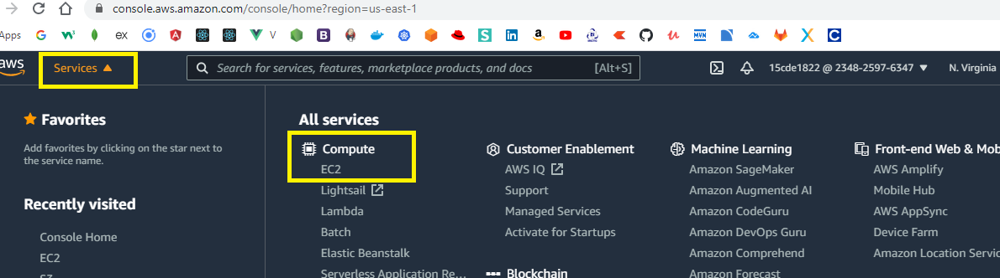 console.aws.amazon.com/console/home?region=us-east-1
Apps
aws Services Search for services, features, marketplace products, and docs [Alt+S] 15cde1822 @ 2348-2597-6347 N. Virginia
Favorites
Add favorites by clicking on the star next to
the service name.
Recently visited
Console Home
EC2
S3
All services
Compute
EC2
Lightsail
Lambda
Batch
Elastic Beanstalk
Serverless Application Re...
Customer Enablement
AWS IQ
Support
Managed Services
Activate for Startups
Blockchain
Machine Learning
Amazon SageMaker
Amazon Augmented AI
Amazon CodeGuru
Amazon DevOps Guru
Amazon Comprehend
Amazon Forecast
Front-end Web & Mob
AWS Amplify
Mobile Hub
AWS AppSync
Device Farm
Amazon Location Servic